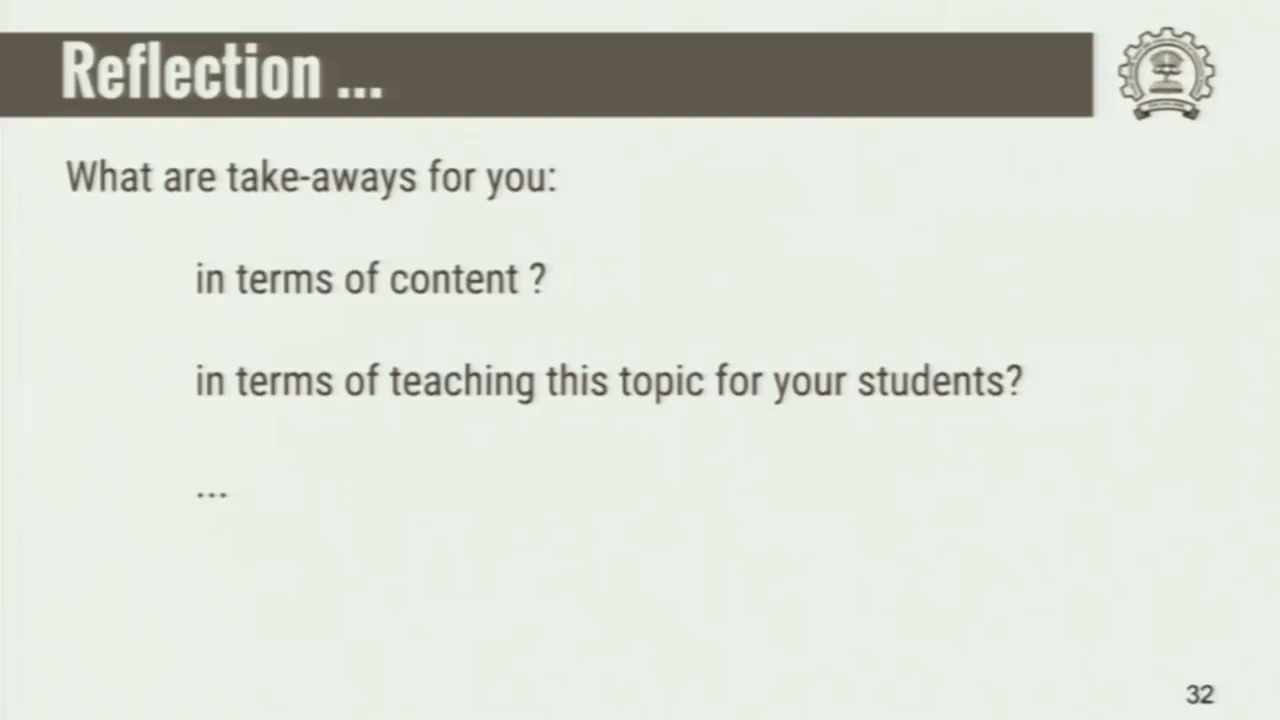 Reflection ...
What are take-aways for you:
in terms of content ?
in terms of teaching this topic for your students?
...
32